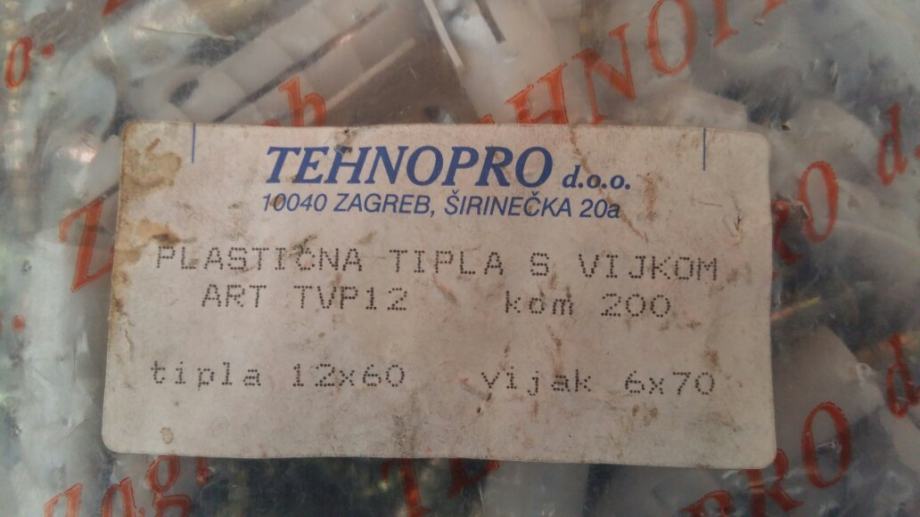 TEHNOPRO d.o.o.
10040 ZAGREB, ŠIRINEČKA 20a
PLASTIČNA TIPLA S VIJKOM
ART TVP12 kom 200
tipla 12x60 vijak 6x70